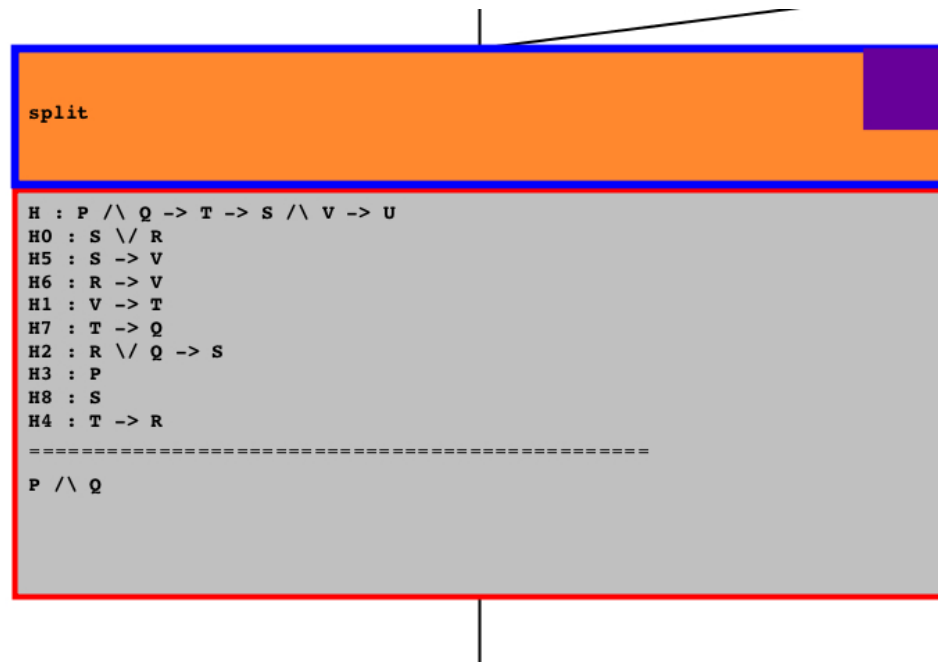 split
H : P /\ Q -> T -> S /\ V -> U
H0 : S \/ R
H5 : S -> V
H6 : R -> V
H1 : V -> T
H7 : T -> Q
H2 : R \/ Q -> S
H3 : P
H8 : S
H4 : T -> R
===============================================
P /\ Q